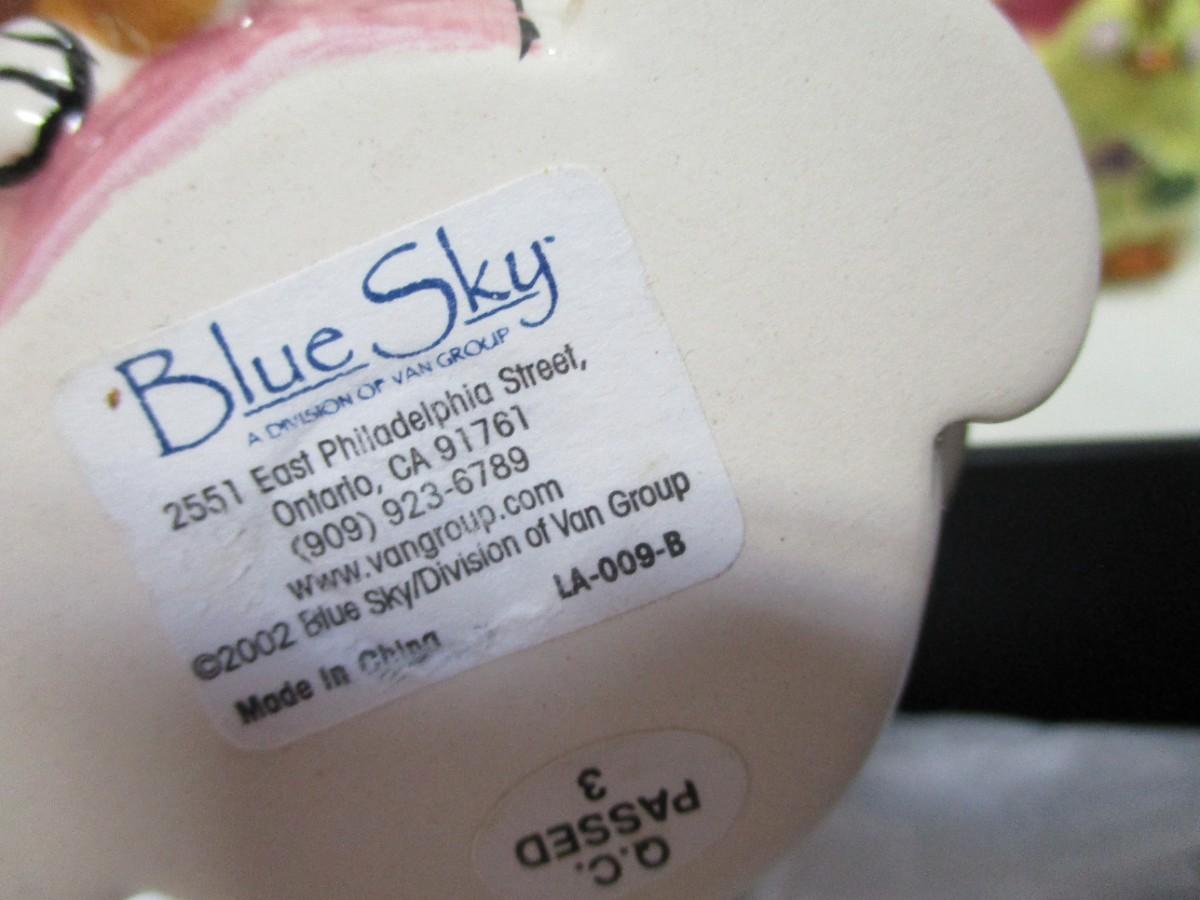 Blue Sky™
A DIVISION OF VAN GROUP
2551 East Philadelphia Street,
Ontario, CA 91761
(909) 923-6789
www.vangroup.com
©2002 Blue Sky/Division of Van Group
Made in China LA-009-B
Q.C.
PASSED
3